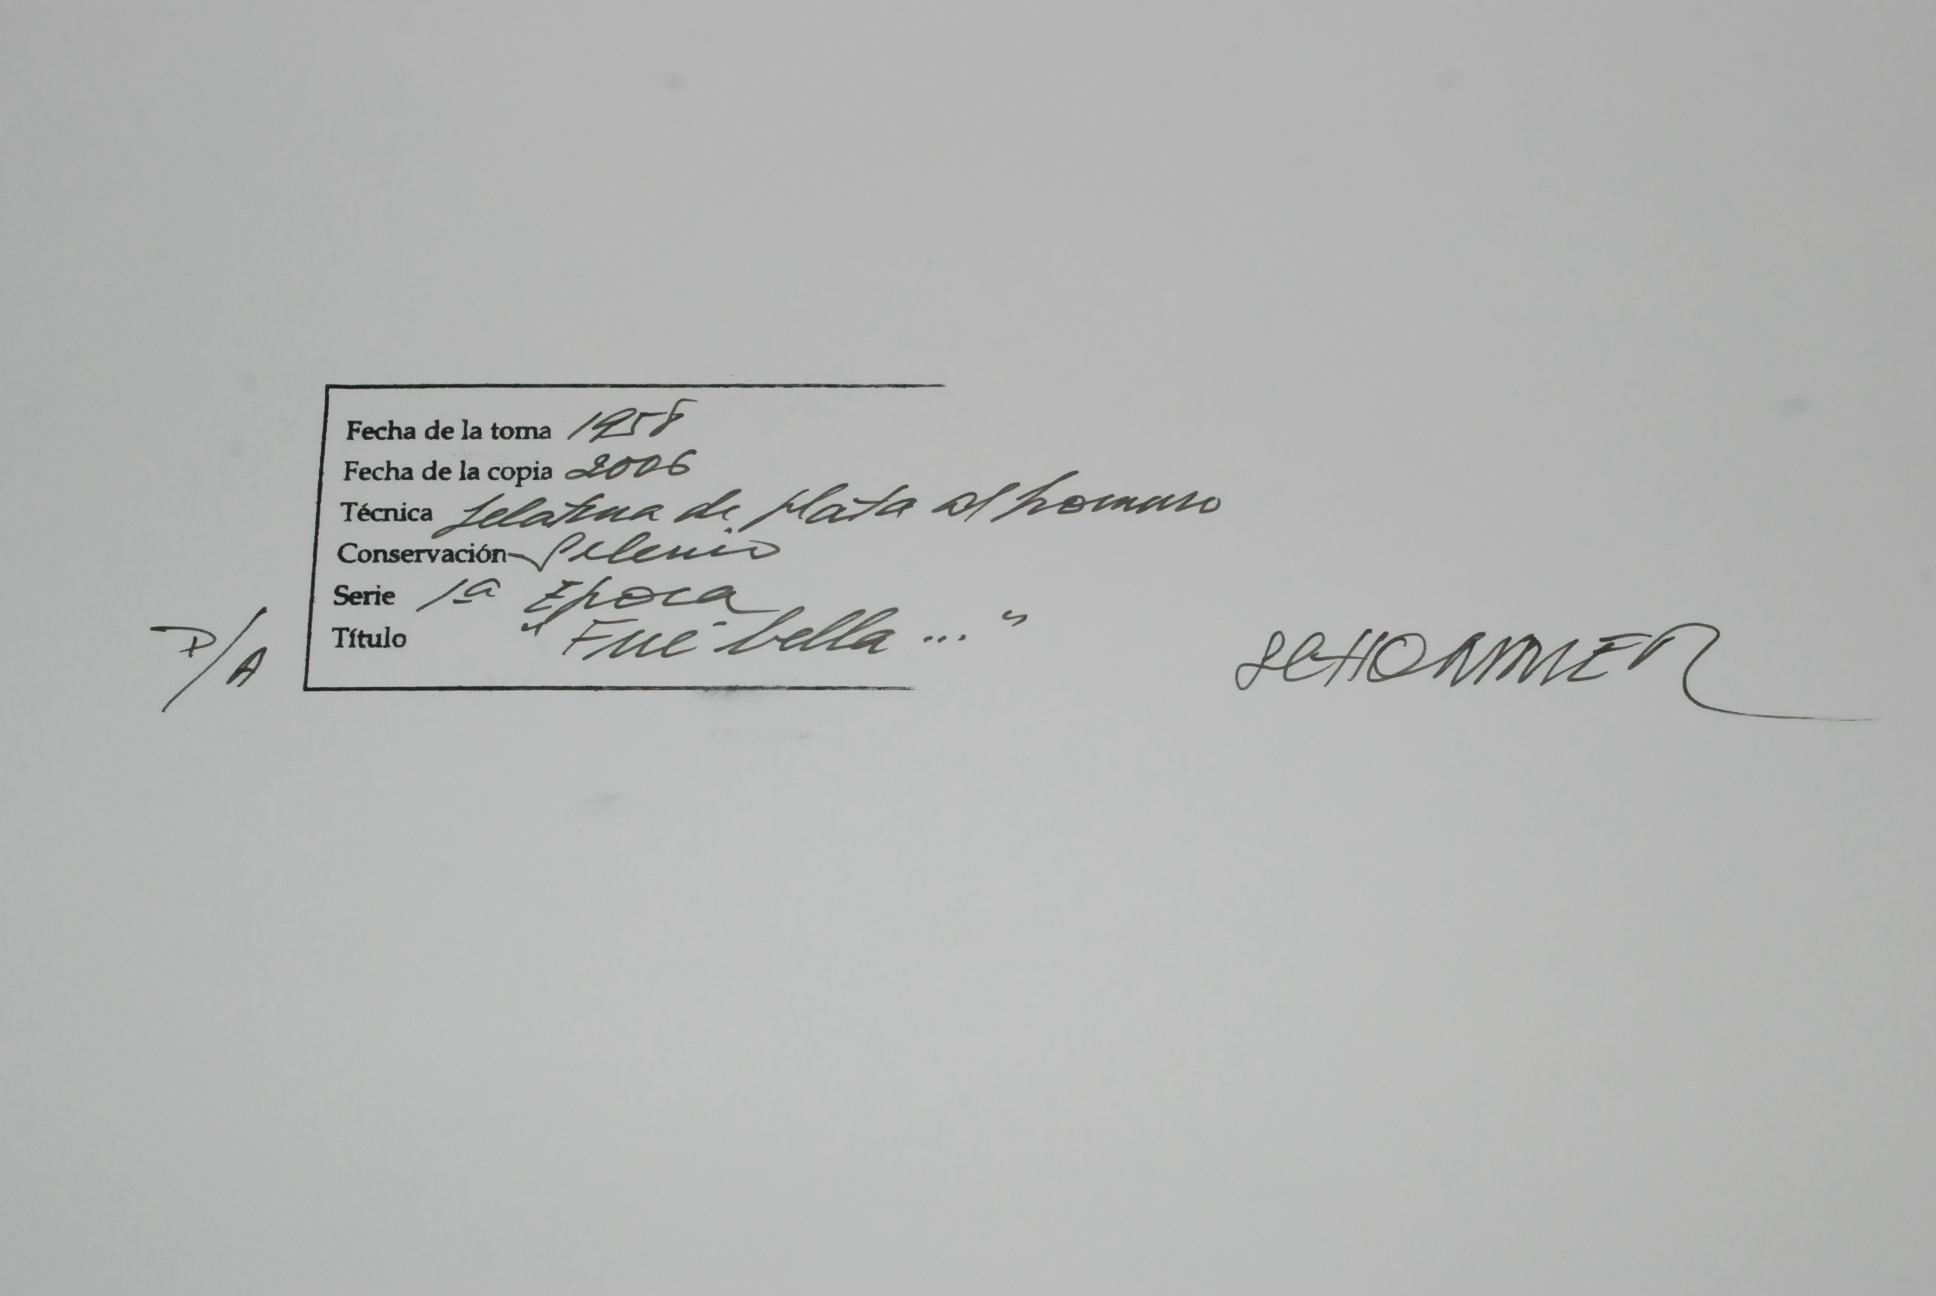 Fecha de la toma 1958
Fecha de la copia 2006
Técnica gelatina de plata al bromuro
Conservación Selenio
Serie 1ª Epoca
Título "Fué bella ..."
P/A
SCHOMMER